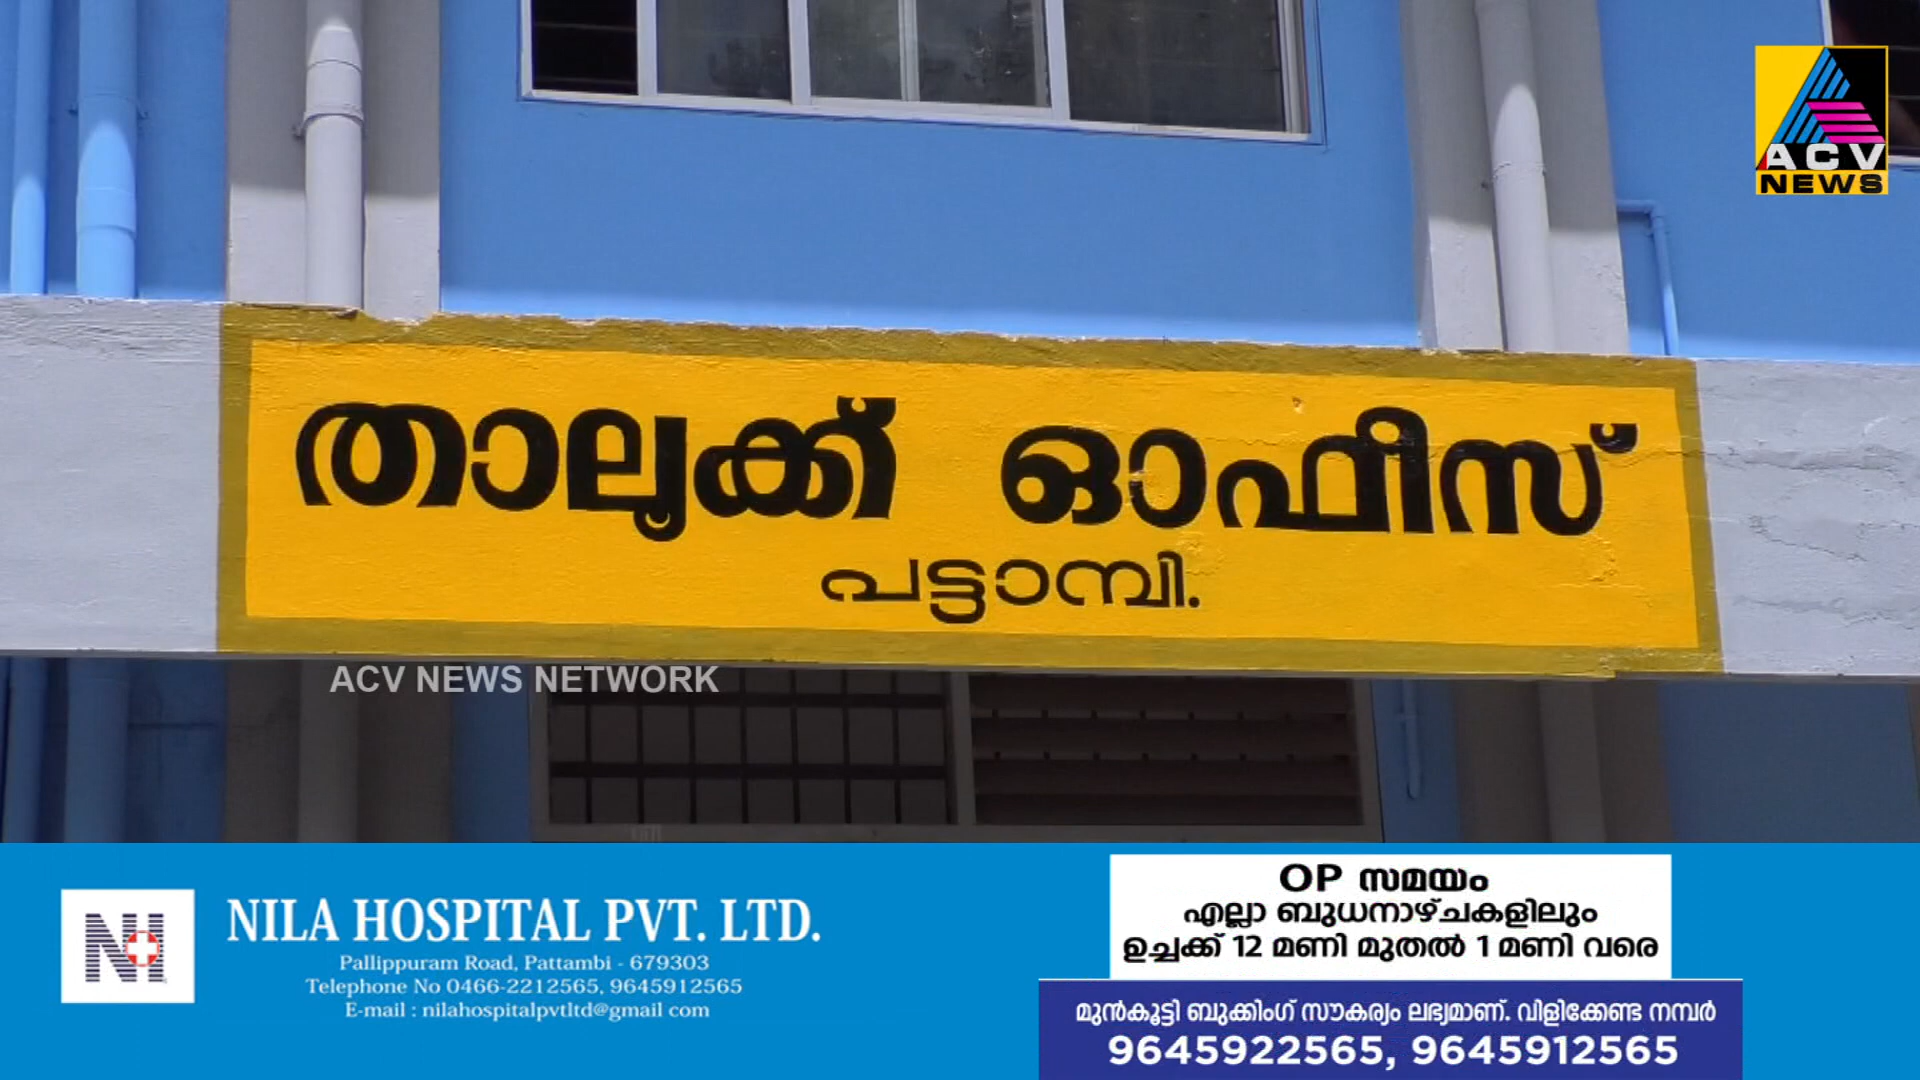 ACV
NEWS
താലൂക്ക് ഓഫീസ്
പട്ടാമ്പി.
ACV NEWS NETWORK
NH
NILA HOSPITAL PVT. LTD.
Pallippuram Road, Pattambi - 679303
Telephone No 0466-2212565, 9645912565
E-mail : nilahospitalpvtltd@gmail com
OP സമയം
എല്ലാ ബുധനാഴ്ചകളിലും
ഉച്ചക്ക് 12 മണി മുതൽ 1 മണി വരെ
മുൻകൂട്ടി ബുക്കിംഗ് സൗകര്യം ലഭ്യമാണ്. വിളിക്കേണ്ട നമ്പർ
9645922565, 9645912565